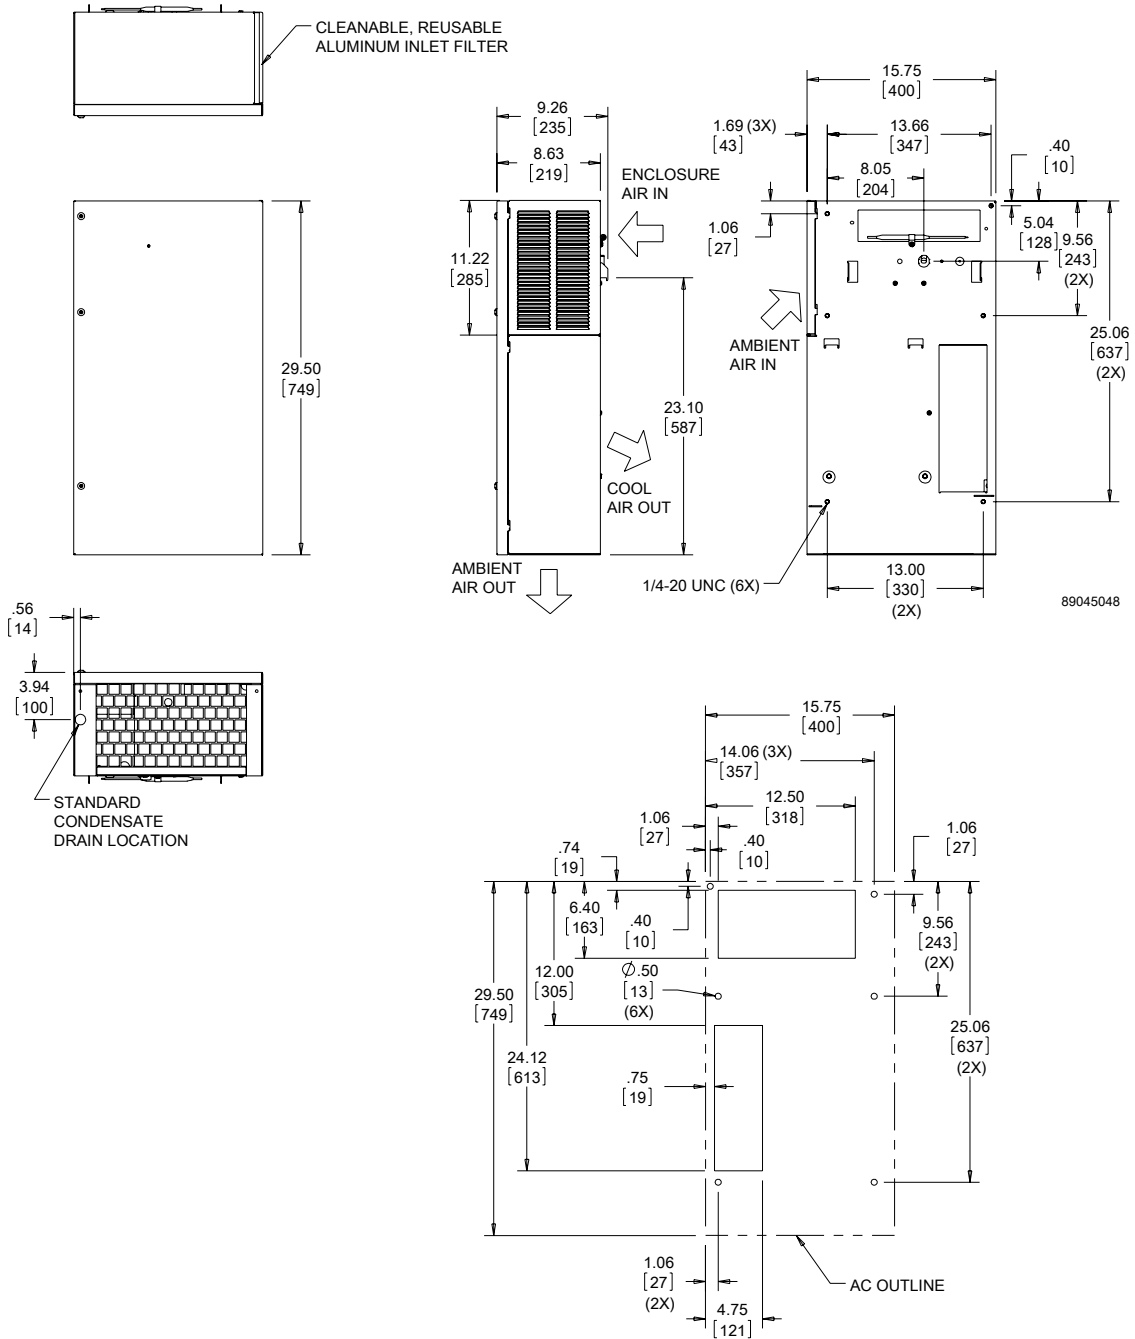 CLEANABLE, REUSABLE
ALUMINUM INLET FILTER
15.75
[400]
9.26
[235]
1.69 (3X)
[43]
13.66
[347]
.40
[10]
8.63
[219]
8.05
[204]
ENCLOSURE
AIR IN
1.06
[27]
5.04
[128]
9.56
[243]
(2X)
11.22
[285]
AMBIENT
AIR IN
25.06
[637]
(2X)
29.50
[749]
23.10
[587]
COOL
AIR OUT
AMBIENT
AIR OUT
1/4-20 UNC (6X)
13.00
[330]
(2X)
89045048
.56
[14]
3.94
[100]
STANDARD
CONDENSATE
DRAIN LOCATION
15.75
[400]
14.06 (3X)
[357]
12.50
[318]
1.06
[27]
.40
[10]
1.06
[27]
.74
[19]
6.40
[163]
.40
[10]
9.56
[243]
(2X)
12.00
[305]
Ø.50
[13]
(6X)
29.50
[749]
25.06
[637]
(2X)
24.12
[613]
.75
[19]
1.06
[27]
(2X)
AC OUTLINE
4.75
[121]